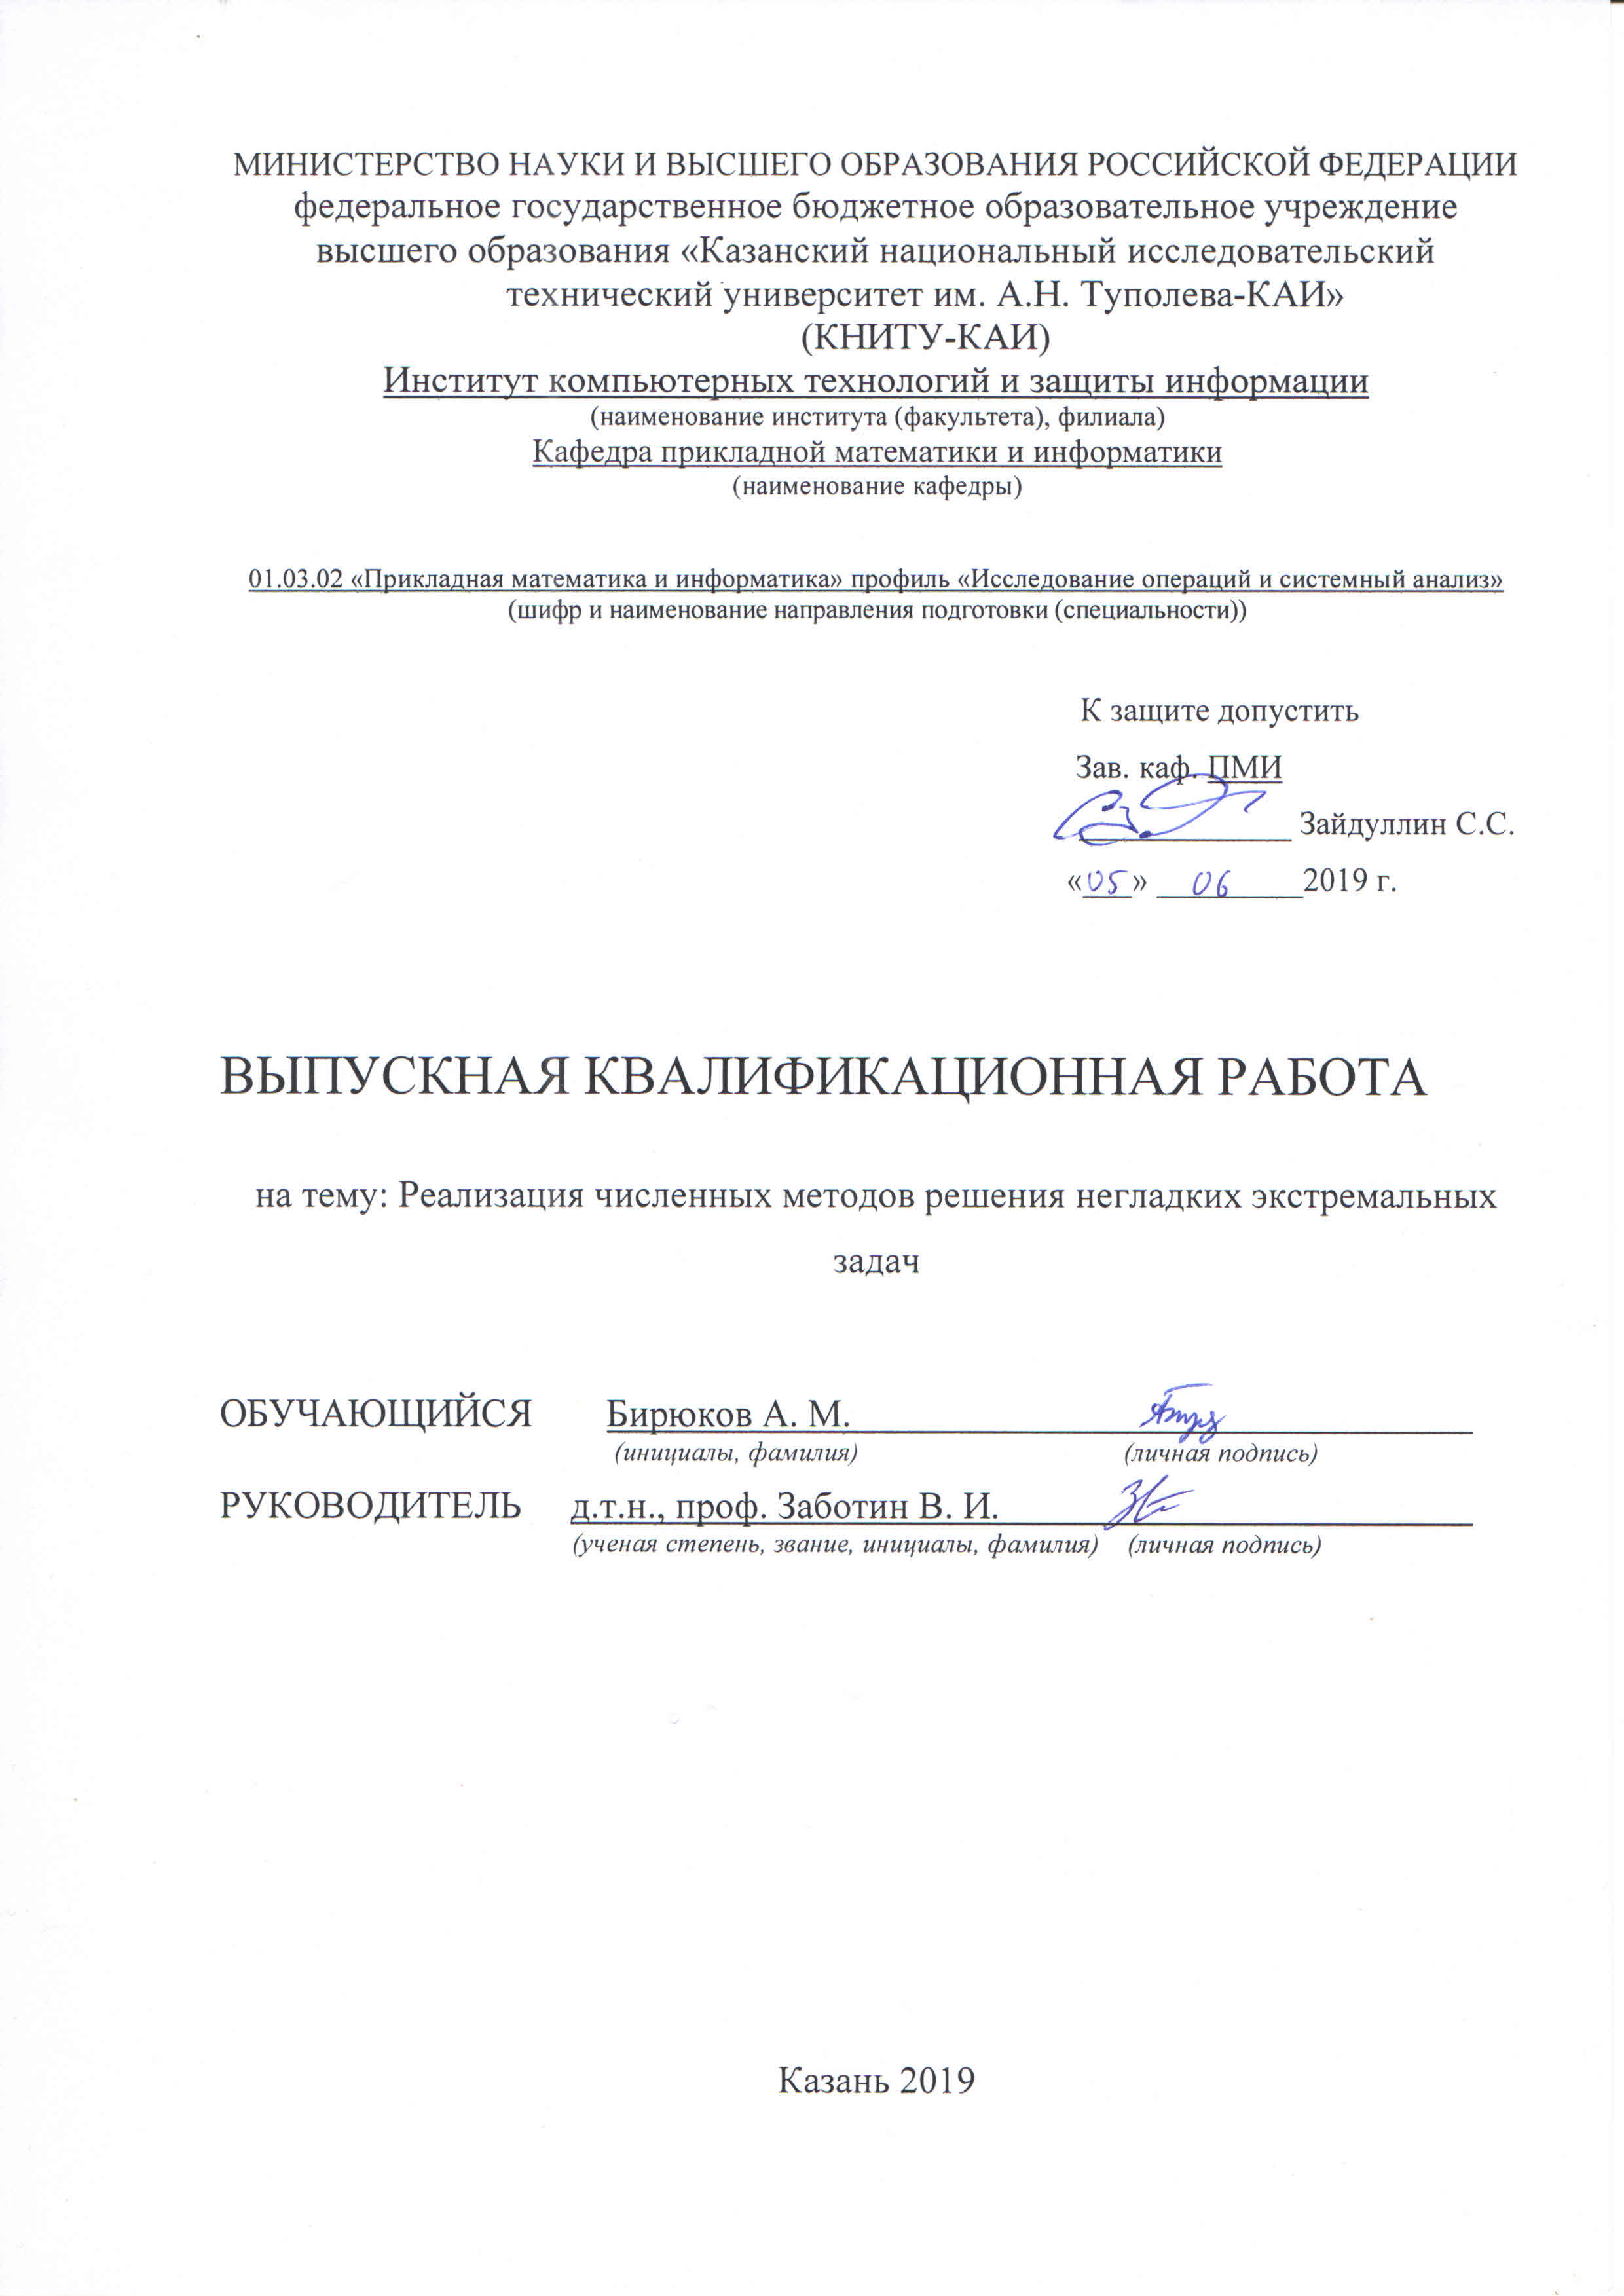 МИНИСТЕРСТВО НАУКИ И ВЫСШЕГО ОБРАЗОВАНИЯ РОССИЙСКОЙ ФЕДЕРАЦИИ
федеральное государственное бюджетное образовательное учреждение
высшего образования «Казанский национальный исследовательский
технический университет им. А.Н. Туполева-КАИ»
(КНИТУ-КАИ)
Институт компьютерных технологий и защиты информации
(наименование института (факультета), филиала)
Кафедра прикладной математики и информатики
(наименование кафедры)
01.03.02 «Прикладная математика и информатика» профиль «Исследование операций и системный анализ»
(шифр и наименование направления подготовки (специальности))
К защите допустить
Зав. каф. ПМИ
Зайдуллин С.С.
«05» 06 2019 г.
ВЫПУСКНАЯ КВАЛИФИКАЦИОННАЯ РАБОТА
на тему: Реализация численных методов решения негладких экстремальных
задач
ОБУЧАЮЩИЙСЯ Бирюков А. М.
(инициалы, фамилия) (личная подпись)
РУКОВОДИТЕЛЬ д.т.н., проф. Заботин В. И.
(ученая степень, звание, инициалы, фамилия) (личная подпись)
Казань 2019